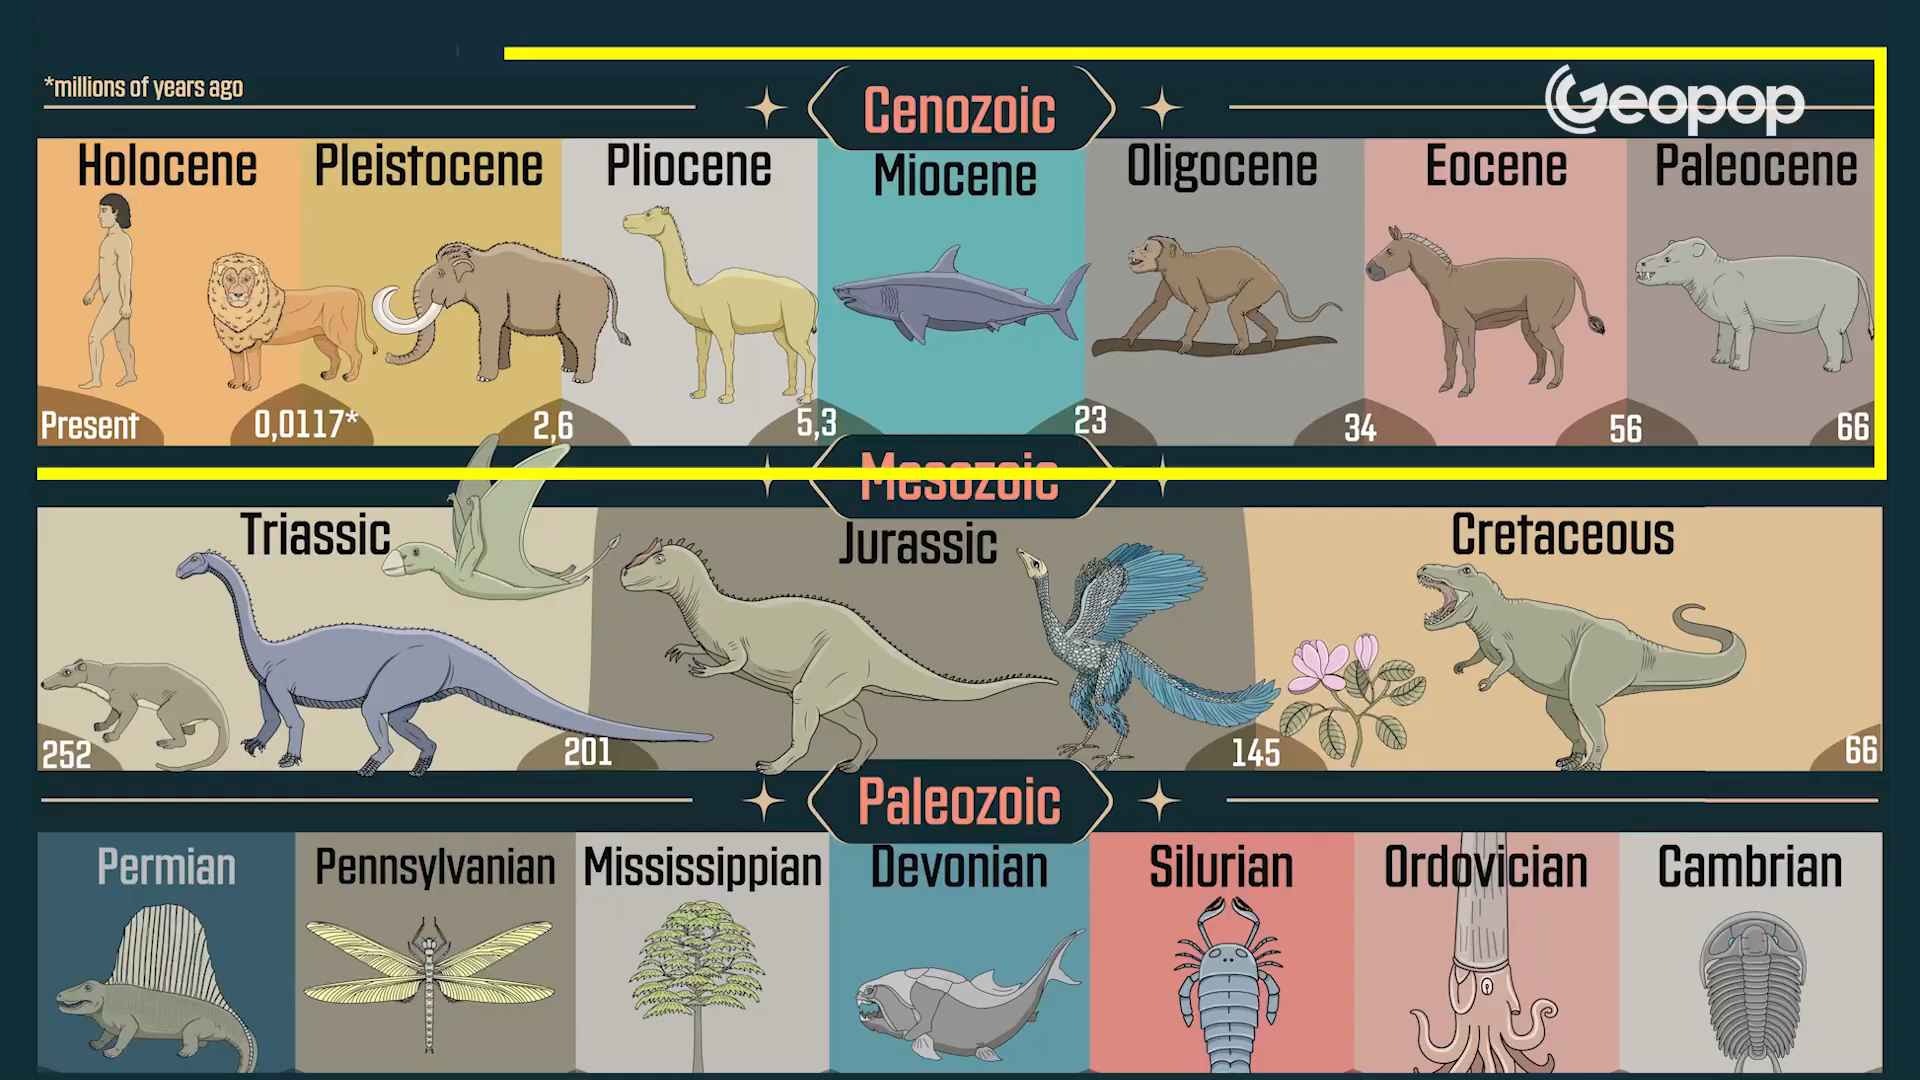 *millions of years ago
Cenozoic
Geopop
Holocene
Pleistocene
Pliocene
Miocene
Oligocene
Eocene
Paleocene
Present
0,0117*
2,6
5,3
23
34
56
66
Mesozoic
Triassic
Jurassic
Cretaceous
252
201
145
66
Paleozoic
Permian
Pennsylvanian
Mississippian
Devonian
Silurian
Ordovician
Cambrian